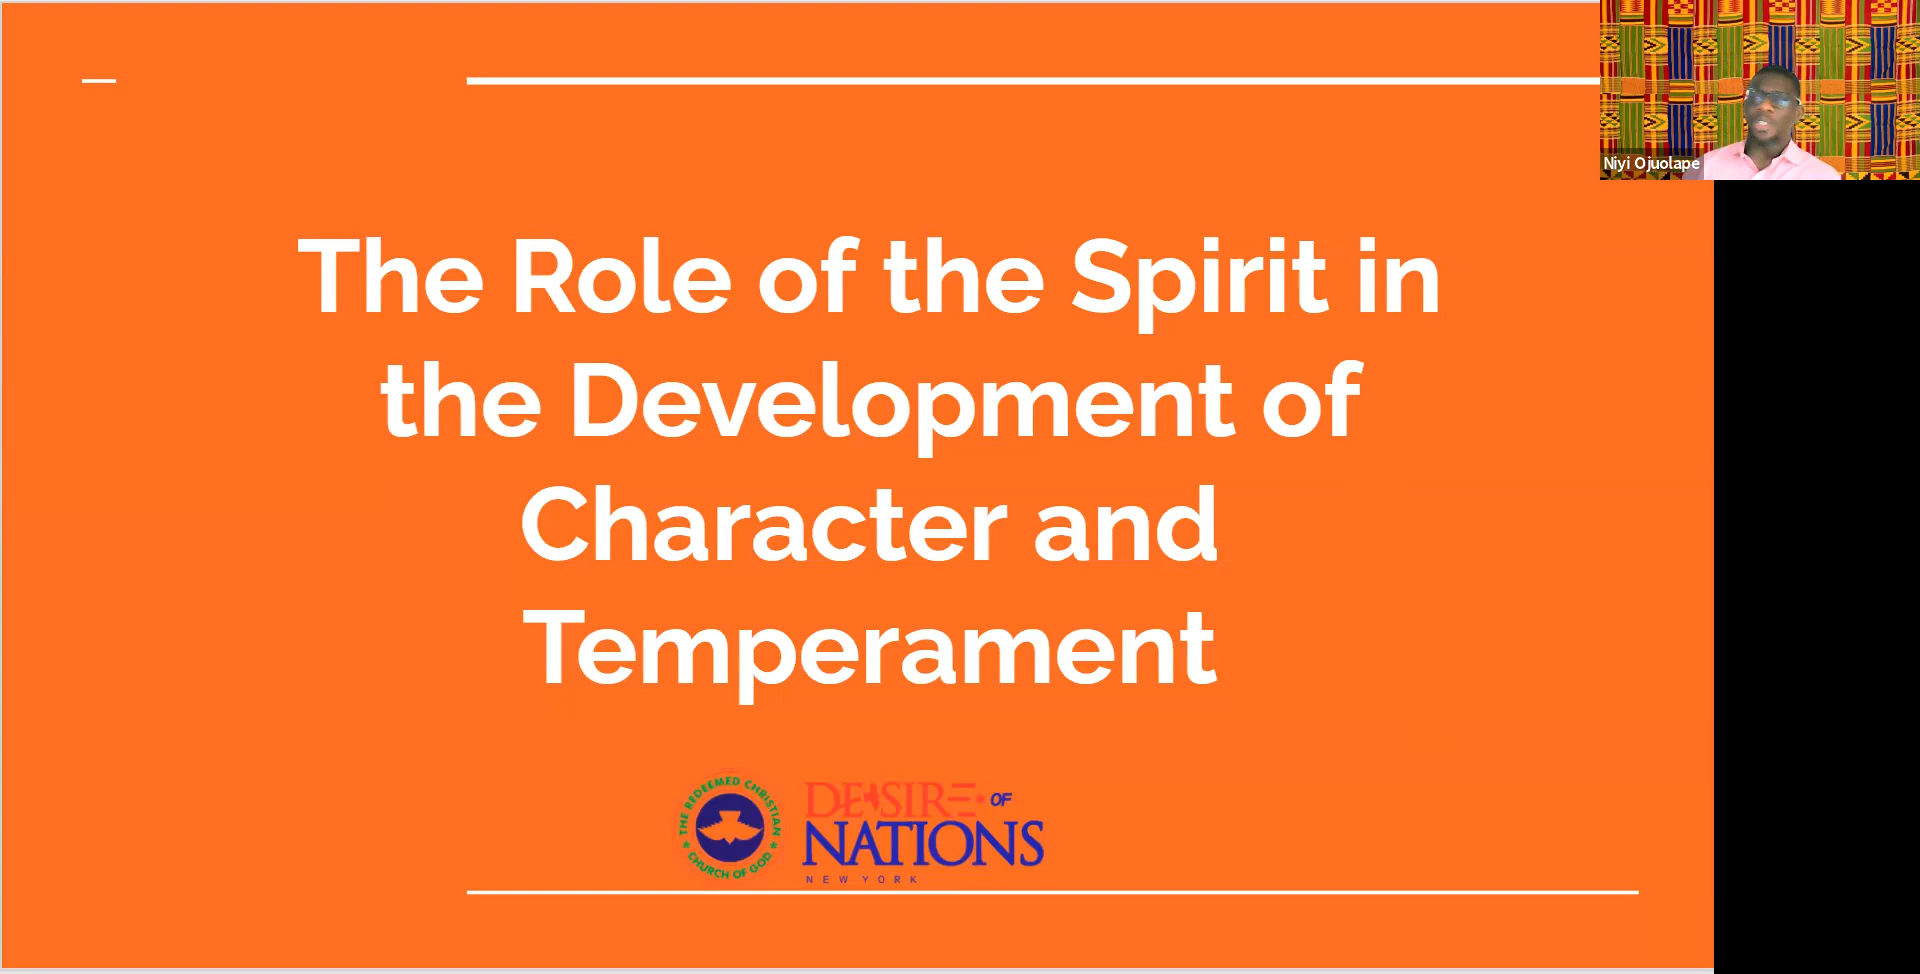 Niyi Ojuolape
The Role of the Spirit in
the Development of
Character and
Temperament
THE REDEEMED CHRISTIAN
CHURCH OF GOD
DESIRE OF
NATIONS
NEW YORK